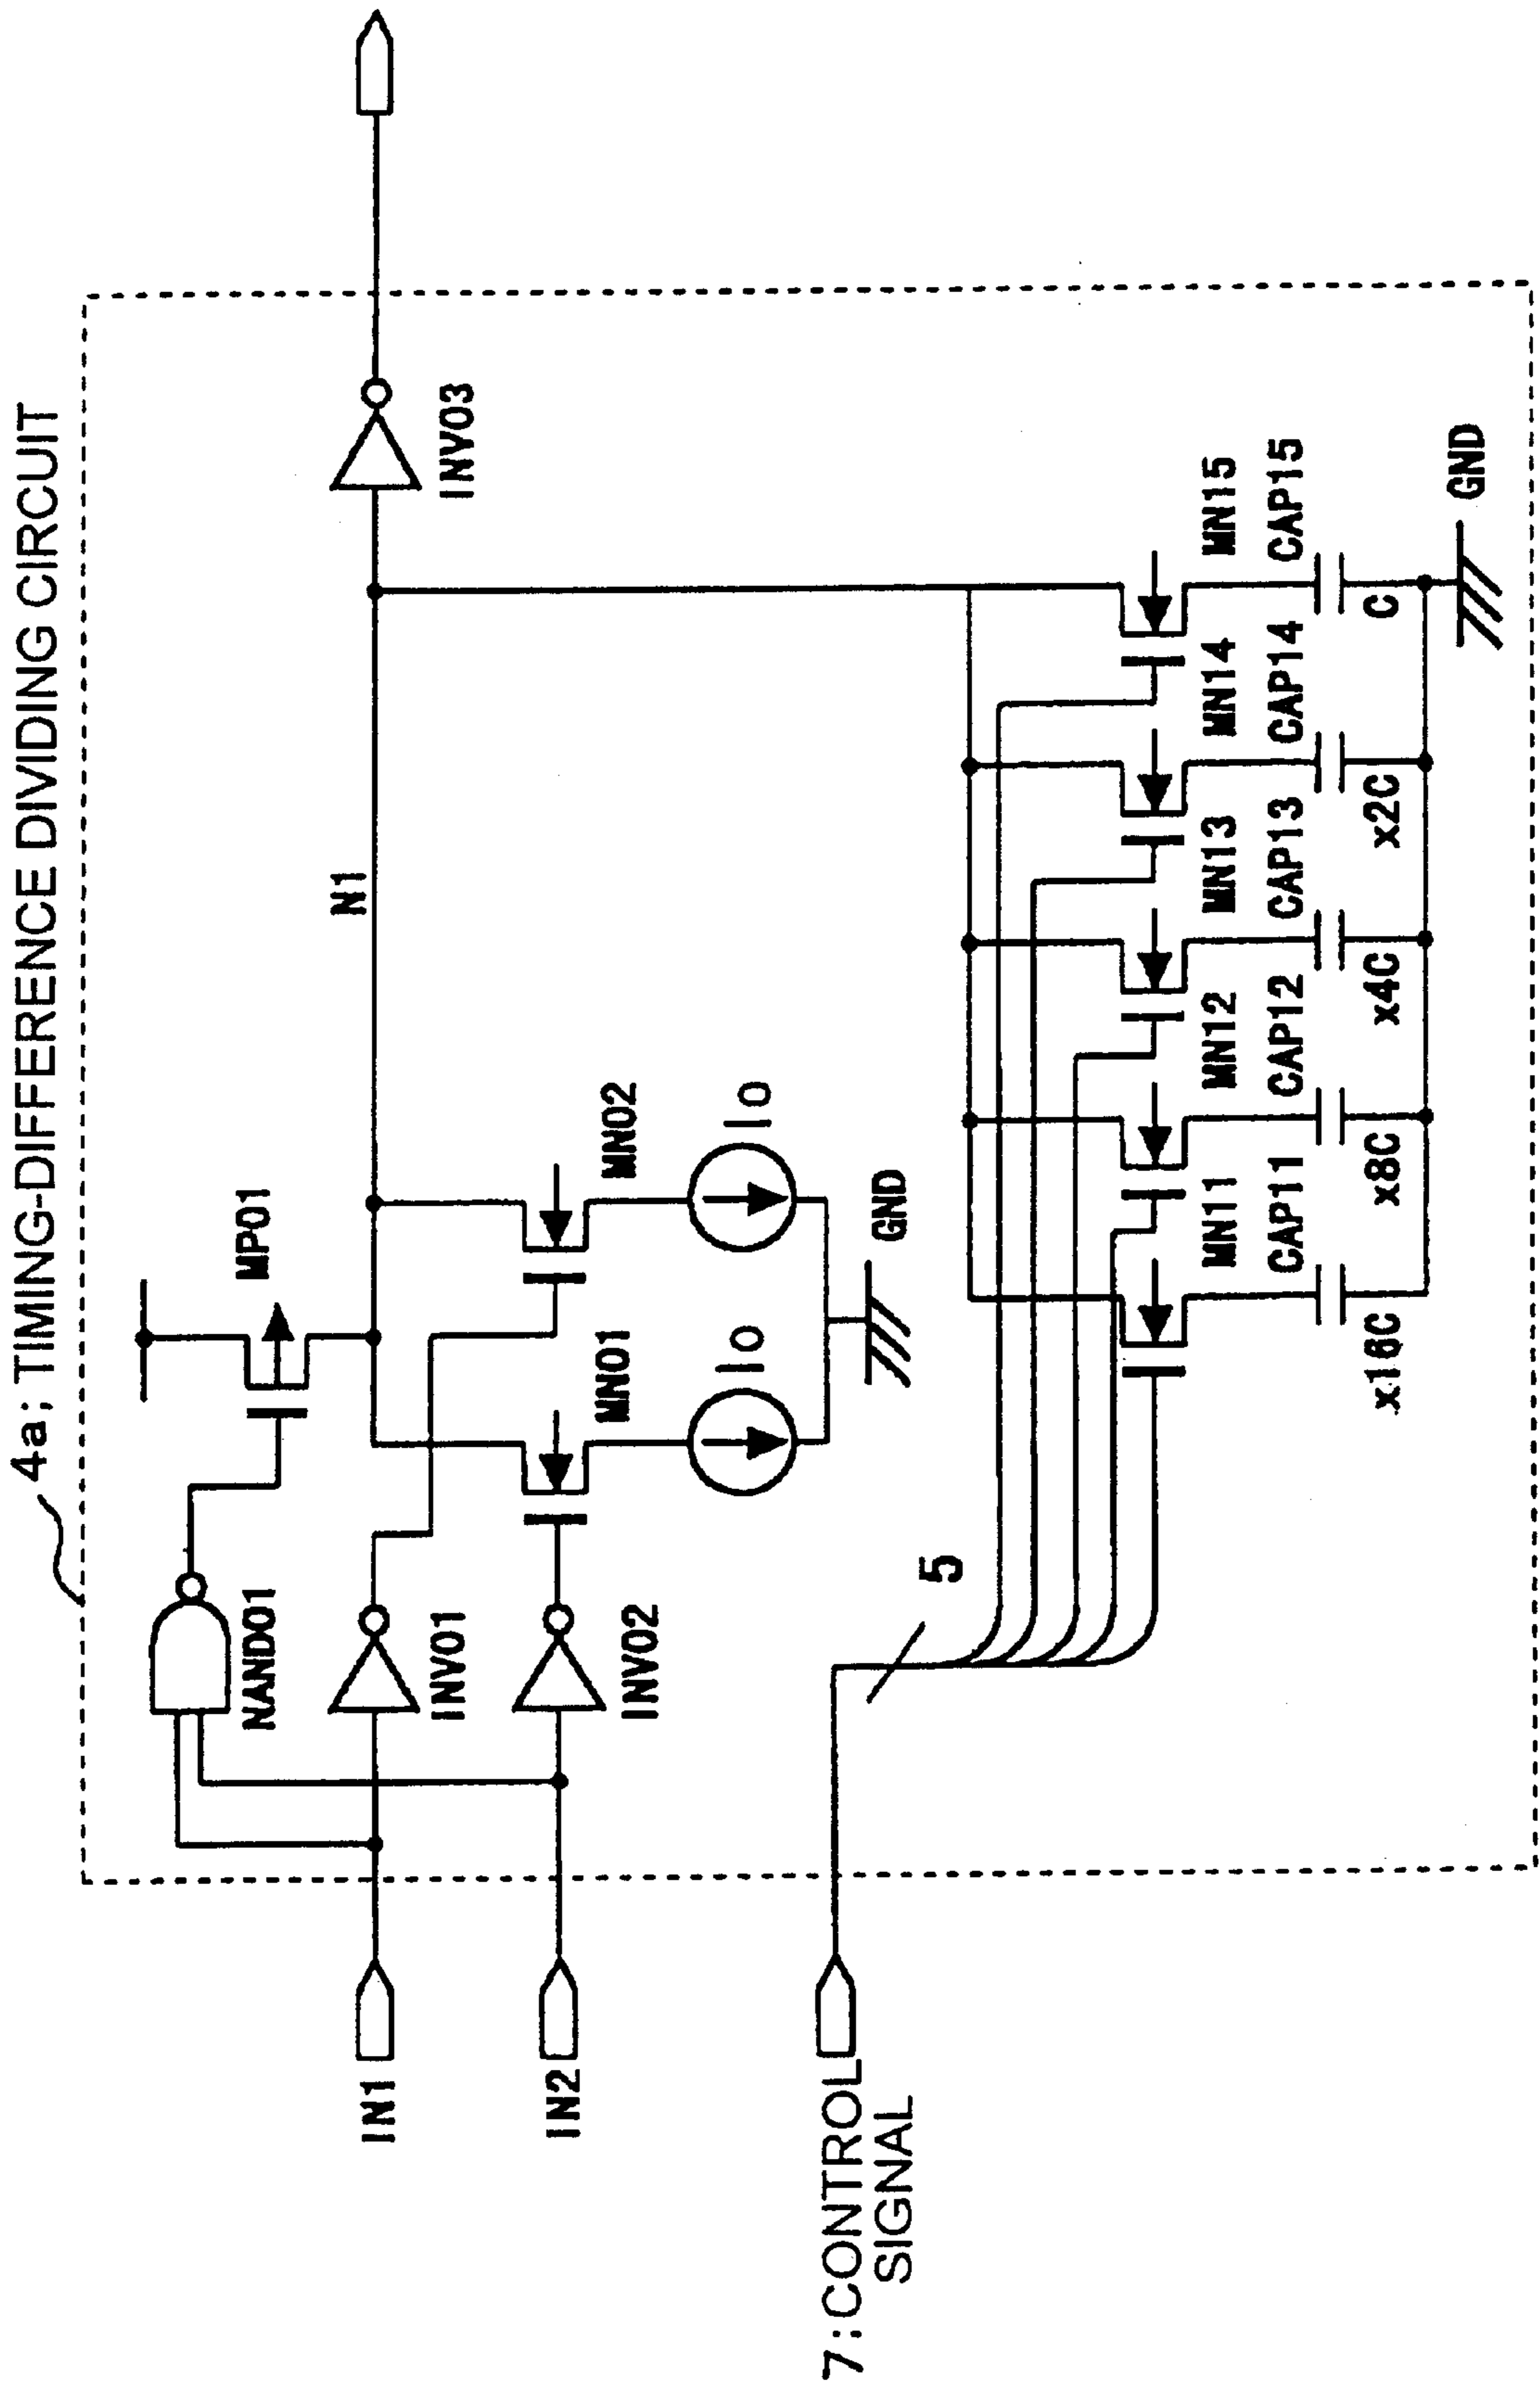 4a; TIMING-DIFFERENCE DIVIDING CIRCUIT
NAND01
MP01
IN1
INV01
N1
INV03
IN2
INV02
MN01
MN02
Io
Io
GND
7:CONTROL
SIGNAL
5
MN11
MN12
MN13
MN14
MN15
CAP11
CAP12
CAP13
CAP14
CAP15
x16C
x8C
x4C
x2C
C
GND